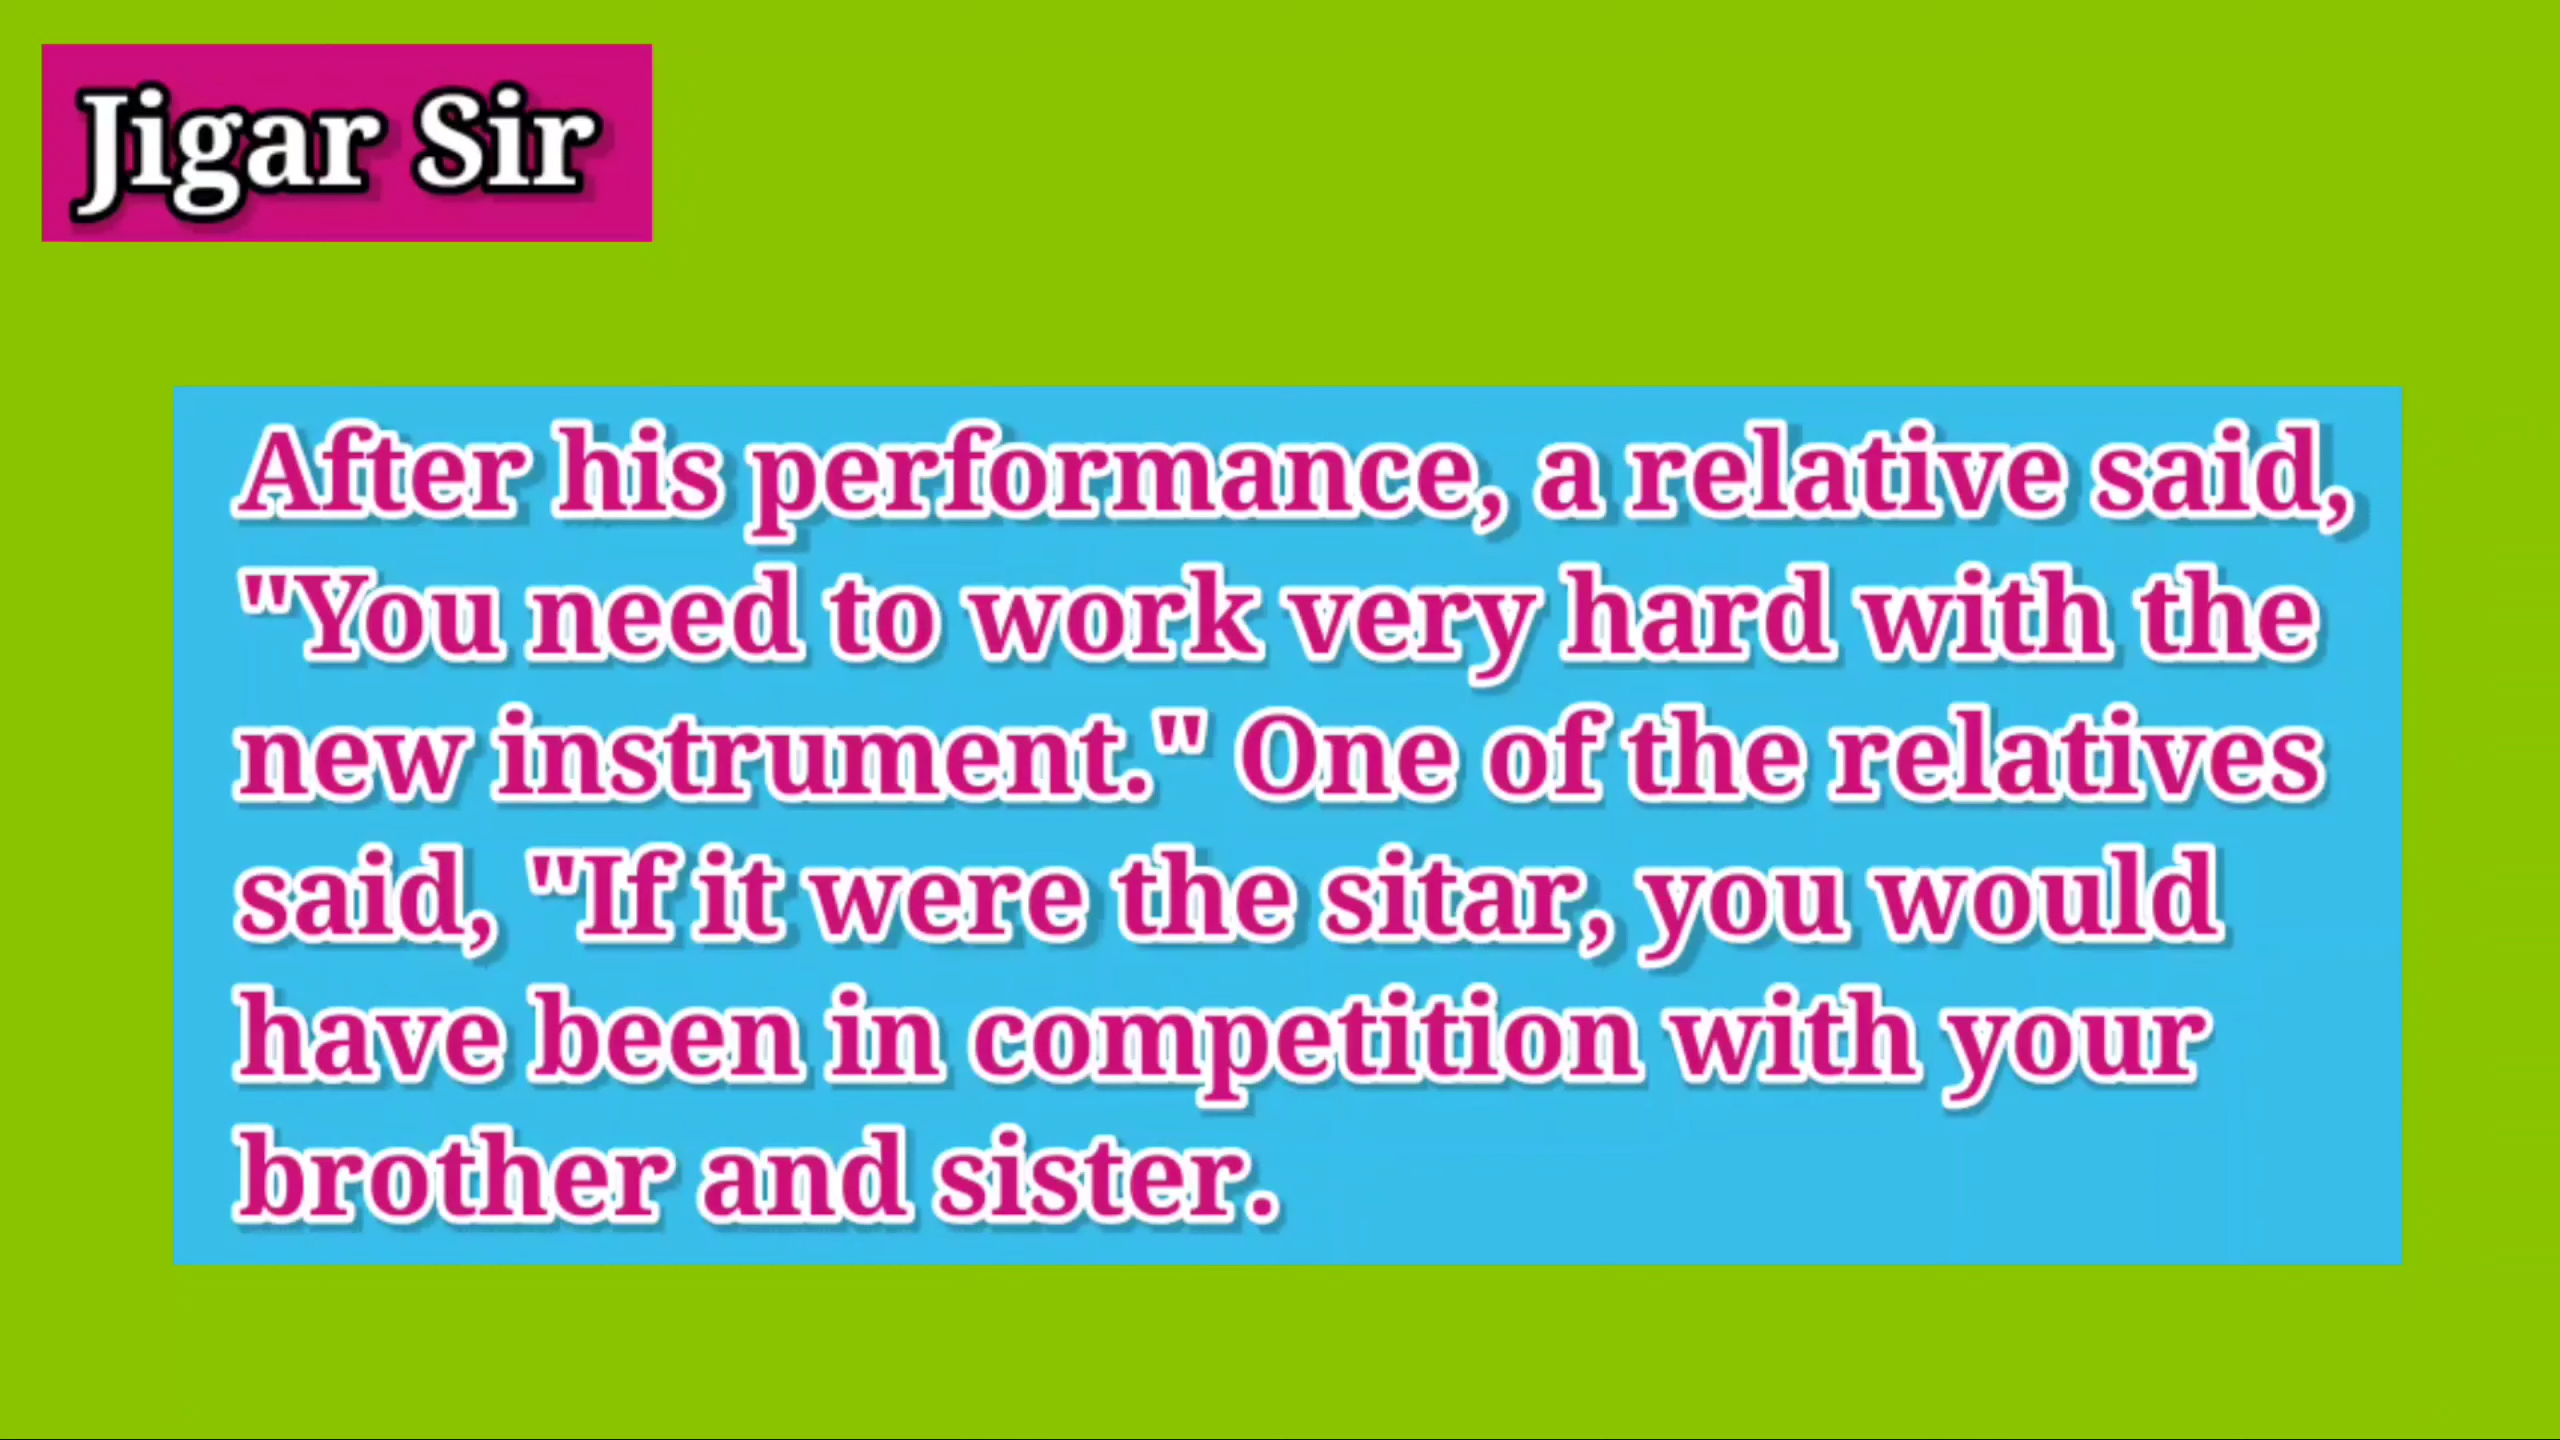 Jigar Sir
After his performance, a relative said,
"You need to work very hard with the
new instrument." One of the relatives
said, "If it were the sitar, you would
have been in competition with your
brother and sister.